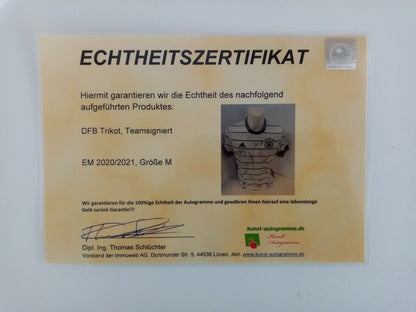 ECHTHEITSZERTIFIKAT
Hiermit garantieren wir die Echtheit des nachfolgend
aufgeführten Produktes:
DFB Trikot, Teamsigniert
EM 2020/2021, Größe M
Wir garantieren für die 100%ige Echtheit der Autogramme und gewähren Ihnen hierauf eine lebenslange
Geld zurück Garantie!!!
kunst-autogramme.de
Kunst
Autogramme
Dipl. Ing. Thomas Schlüchter
Vorstand der Immoweb AG, Dortmunder Str. 5, 44536 Lünen, Abt. www.kunst-autogramme.de